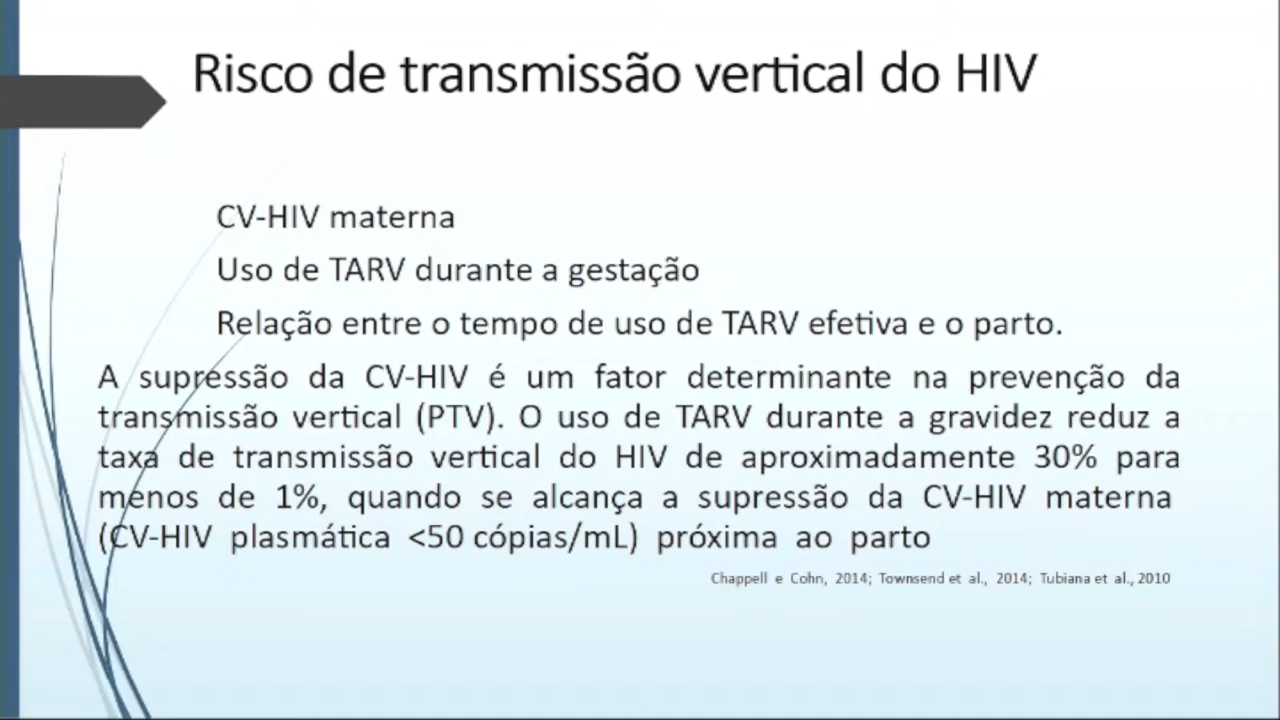 Risco de transmissão vertical do HIV
CV-HIV materna
Uso de TARV durante a gestação
Relação entre o tempo de uso de TARV efetiva e o parto.
A supressão da CV-HIV é um fator determinante na prevenção da
transmissão vertical (PTV). O uso de TARV durante a gravidez reduz a
taxa de transmissão vertical do HIV de aproximadamente 30% para
menos de 1%, quando se alcança a supressão da CV-HIV materna
(CV-HIV plasmática <50 cópias/mL) próxima ao parto
Chappell e Cohn, 2014; Townsend et al., 2014; Tubiana et al., 2010